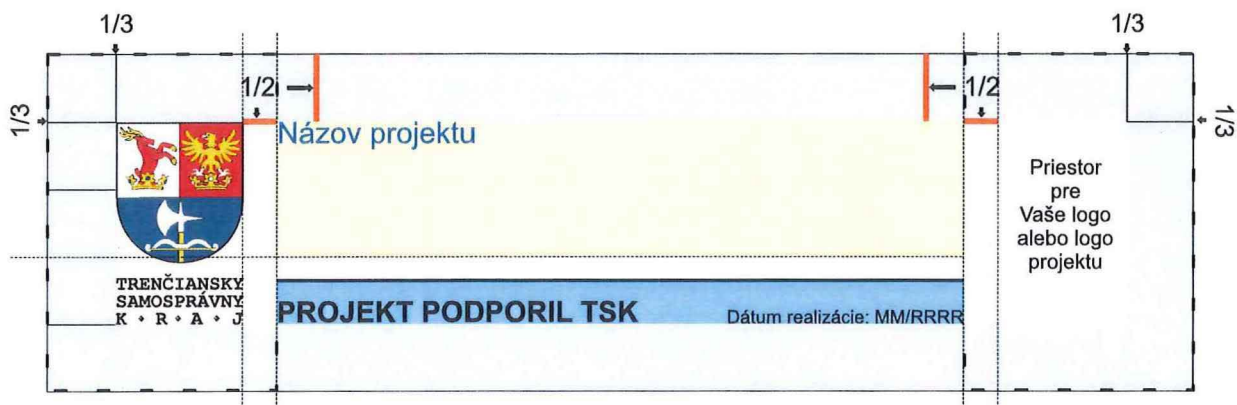 1/3
1/3
1/2
1/2
1/3
1/3
Názov projektu
Priestor
pre
Vaše logo
alebo logo
projektu
TRENČIANSKY
SAMOSPRÁVNY
K • R • A • J
PROJEKT PODPORIL TSK
Dátum realizácie: MM/RRRR